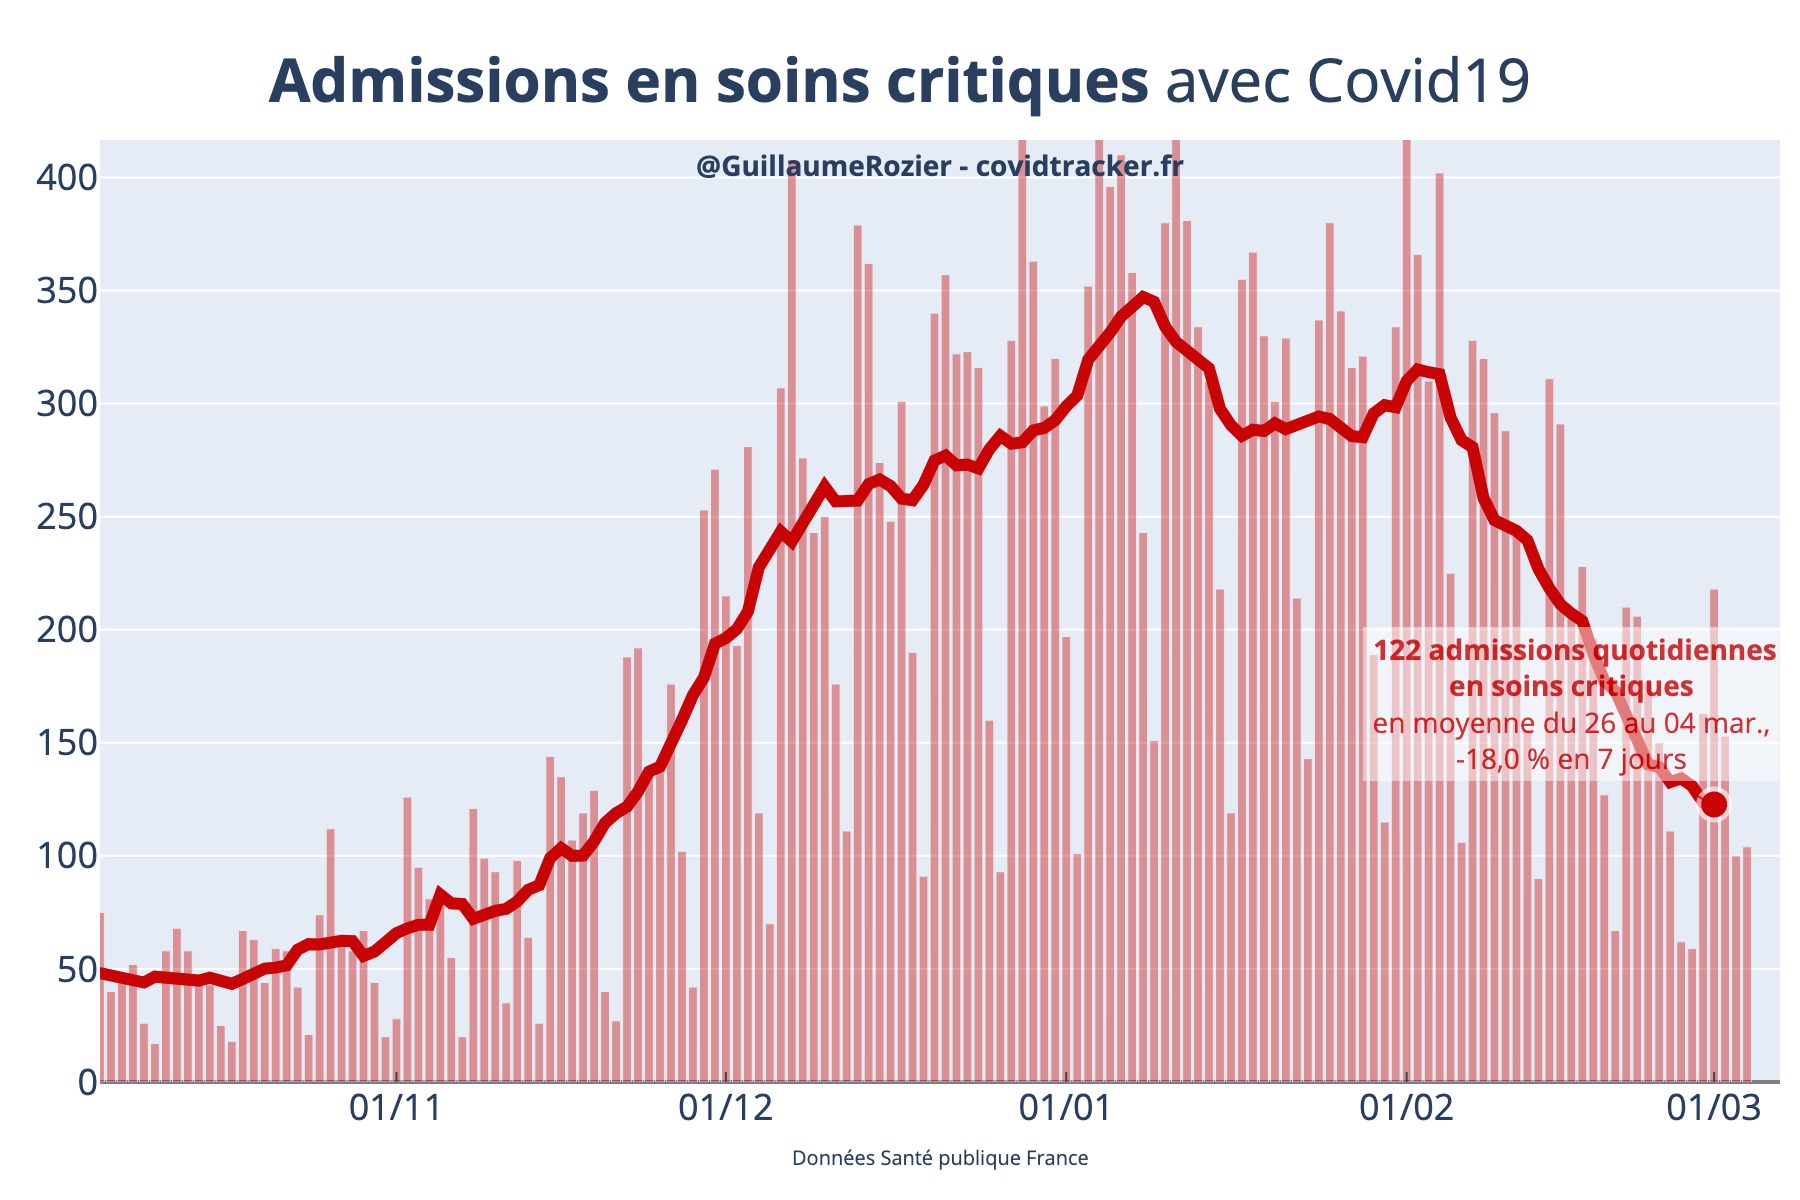 Admissions en soins critiques avec Covid19
@GuillaumeRozier - covidtracker.fr
400
350
300
250
200
150
100
50
0
122 admissions quotidiennes
en soins critiques
en moyenne du 26 au 04 mar.,
-18,0 % en 7 jours
01/11
01/12
01/01
01/02
01/03
Données Santé publique France